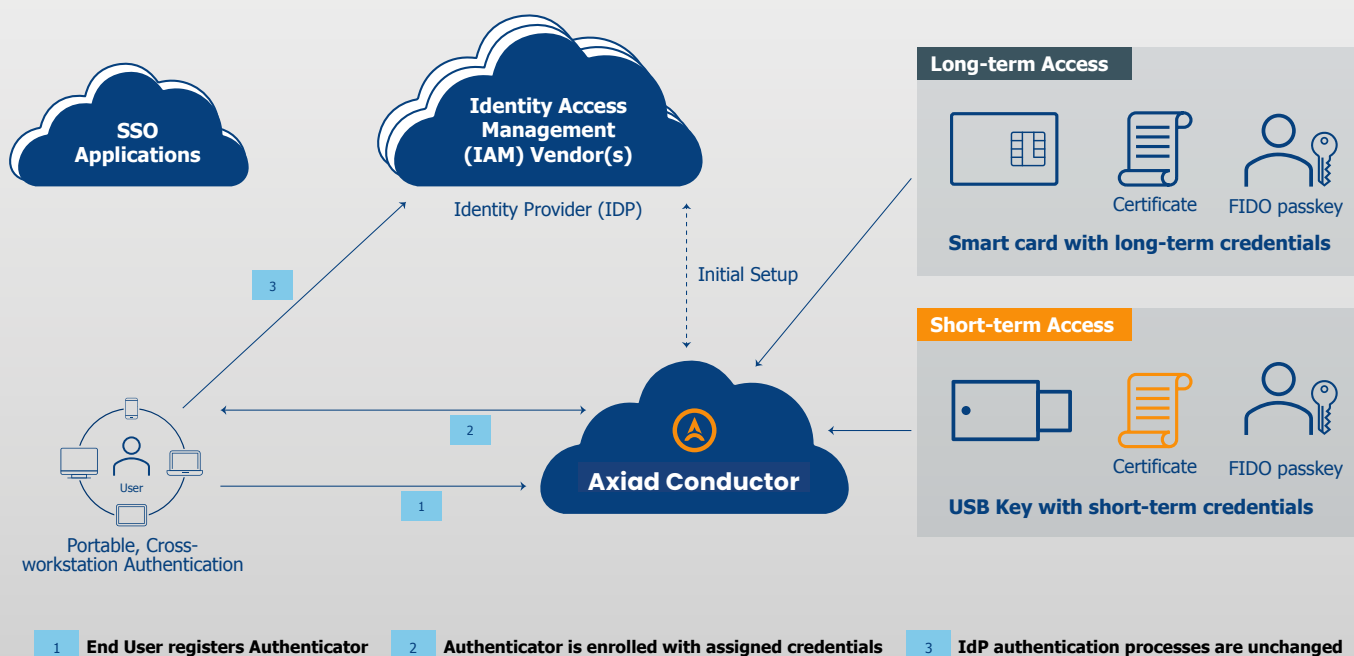 SSO
Applications
Identity Access
Management
(IAM) Vendor(s)
Identity Provider (IDP)
Initial Setup
3
2
1
User
Portable, Cross-
workstation Authentication
Axiad Conductor
Long-term Access
Certificate
FIDO passkey
Smart card with long-term credentials
Short-term Access
Certificate
FIDO passkey
USB Key with short-term credentials
1 End User registers Authenticator
2 Authenticator is enrolled with assigned credentials
3 IdP authentication processes are unchanged